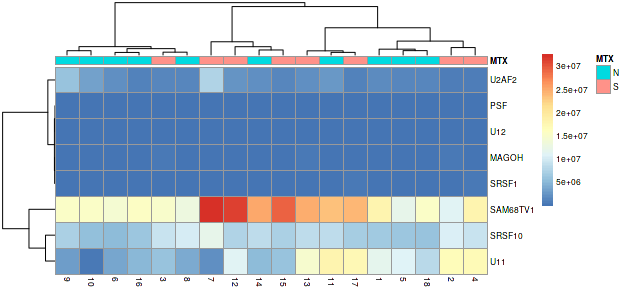 MTX
U2AF2
PSF
U12
MAGOH
SRSF1
SAM68TV1
SRSF10
U11
9 10 6 16 3 8 7 12 14 15 13 11 17 1 5 18 2 4
3e+07
2.5e+07
2e+07
1.5e+07
1e+07
5e+06
MTX
N
S